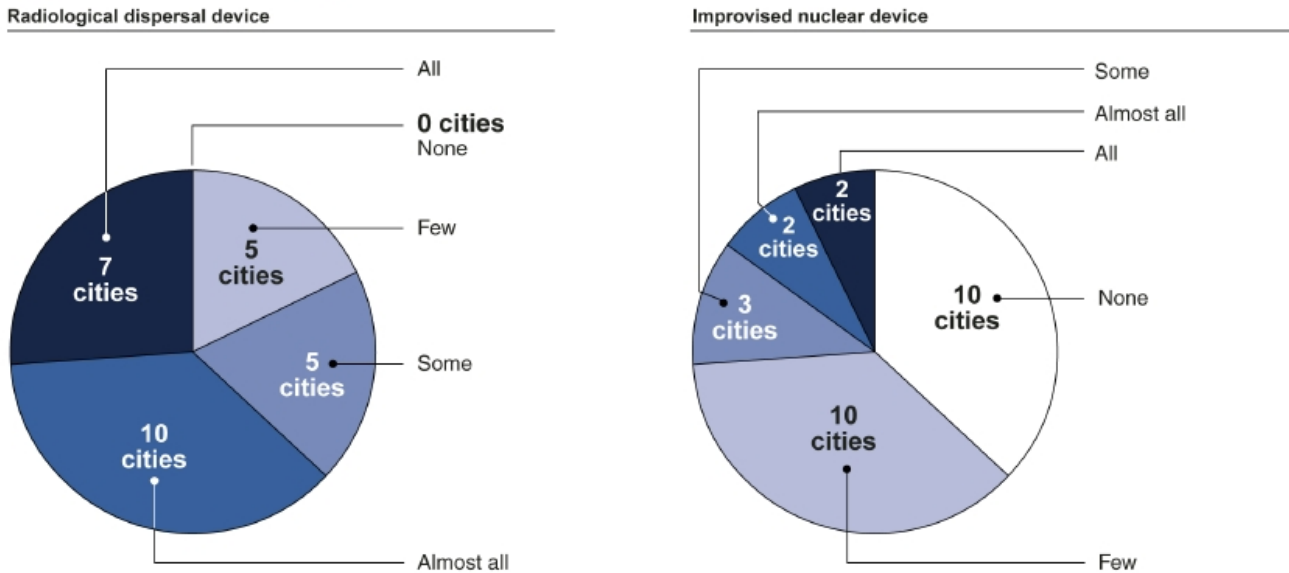 Radiological dispersal device
All
0 cities
None
Few
5
cities
7
cities
Some
5
cities
10
cities
Almost all
Improvised nuclear device
Some
Almost all
All
2
cities
2
cities
3
cities
10
cities
None
10
cities
Few